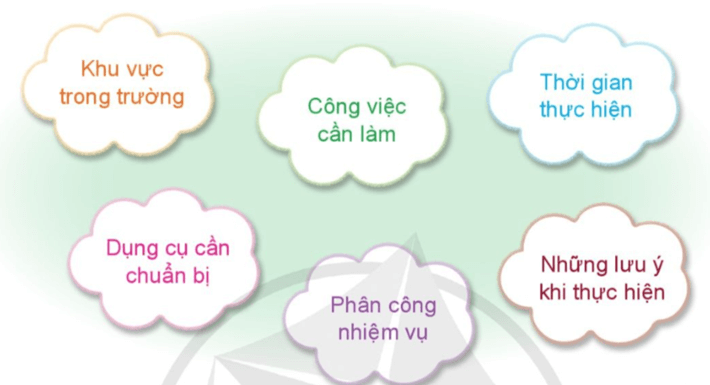 Khu vực
trong trường
Công việc
cần làm
Thời gian
thực hiện
Dụng cụ cần
chuẩn bị
Phân công
nhiệm vụ
Những lưu ý
khi thực hiện